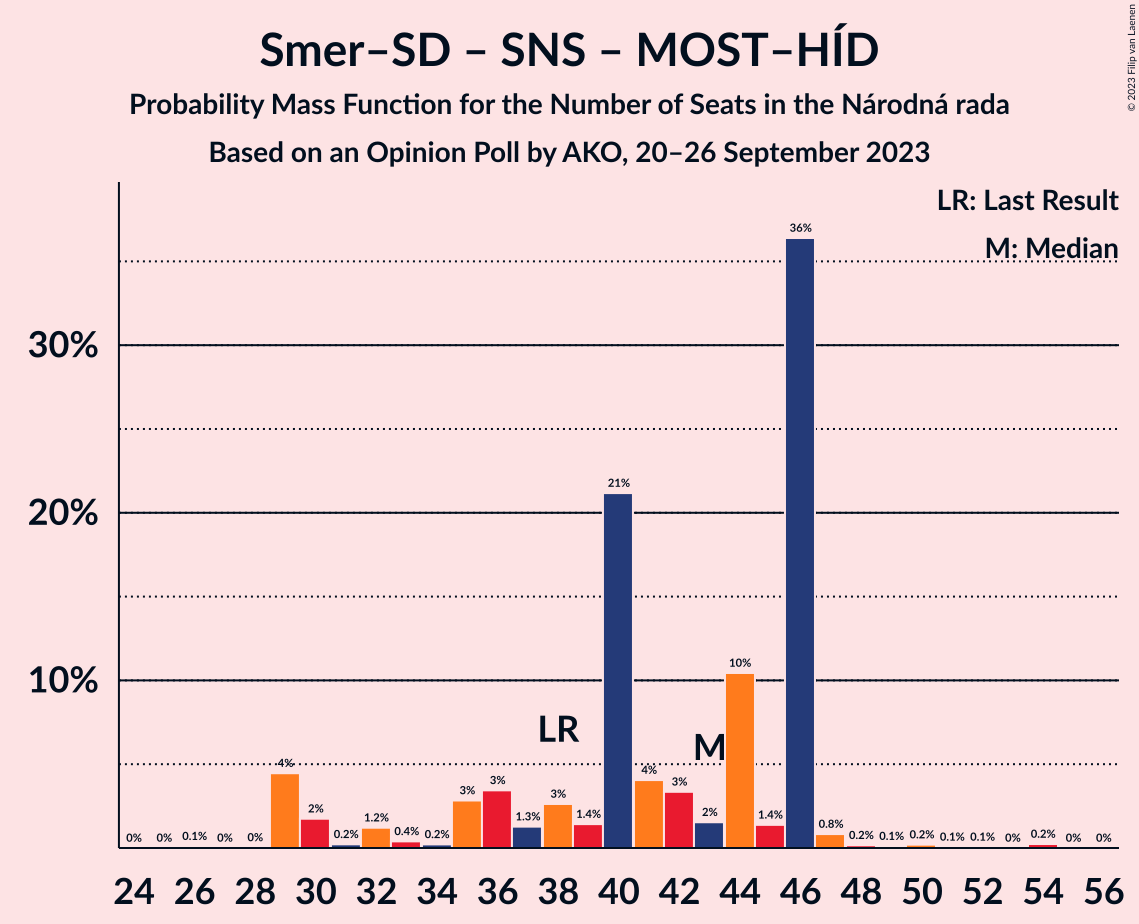 Smer–SD – SNS – MOST–HÍD
Probability Mass Function for the Number of Seats in the Národná rada
Based on an Opinion Poll by AKO, 20–26 September 2023
© 2023 Filip van Laenen
LR: Last Result
M: Median
36%
30%
21%
20%
10%
10%
LR
M
4%
2%
0.2%
1.2%
0.4%
0.2%
3%
3%
1.3%
3%
1.4%
4%
3%
2%
1.4%
0.8%
0% 0% 0.1% 0% 0% 0.2% 0.1% 0.2% 0.1% 0.1% 0% 0.2% 0% 0%
24 26 28 30 32 34 36 38 40 42 44 46 48 50 52 54 56